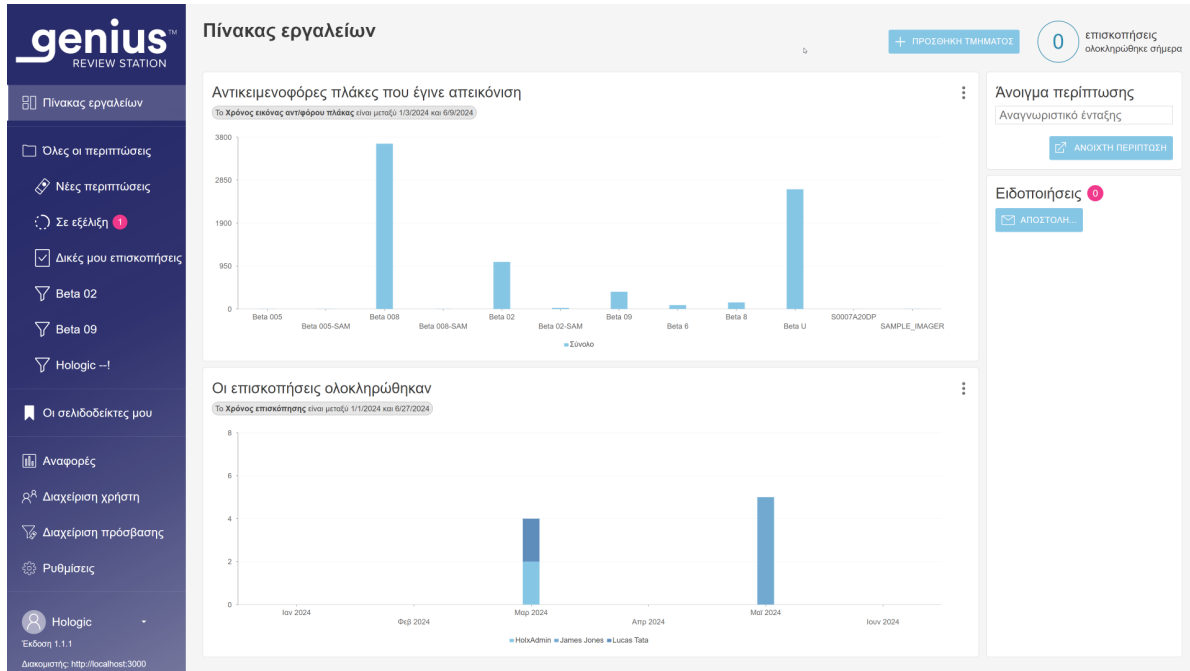 genius™
REVIEW STATION
Πίνακας εργαλείων
Όλες οι περιπτώσεις
Νέες περιπτώσεις
Σε εξέλιξη 1
Δικές μου επισκοπήσεις
Beta 02
Beta 09
Hologic --!
Οι σελιδοδείκτες μου
Αναφορές
Διαχείριση χρήστη
Διαχείριση πρόσβασης
Ρυθμίσεις
Hologic
Έκδοση 1.1.1
Διακομιστής: http://localhost:3000
Πίνακας εργαλείων
ΠΡΟΣΘΗΚΗ ΤΜΗΜΑΤΟΣ
0
επισκοπήσεις
ολοκληρώθηκε σήμερα
Αντικειμενοφόρες πλάκες που έγινε απεικόνιση
Το Χρόνος εικόνας αντ/φόρου πλάκας είναι μεταξύ 1/3/2024 και 6/9/2024
3800
2850
1900
950
0
Beta 005
Beta 005-SAM
Beta 008
Beta 008-SAM
Beta 02
Beta 02-SAM
Beta 09
Beta 6
Beta 8
Beta U
S0007A20DP
SAMPLE_IMAGER
Σύνολο
Οι επισκοπήσεις ολοκληρώθηκαν
Το Χρόνος επισκόπησης είναι μεταξύ 1/1/2024 και 6/27/2024
8
6
4
2
0
Ιαν 2024
Φεβ 2024
Μαρ 2024
Απρ 2024
Μαϊ 2024
Ιουν 2024
HolxAdmin James Jones Lucas Tata
Άνοιγμα περίπτωσης
Αναγνωριστικό ένταξης
ΑΝΟΙΧΤΗ ΠΕΡΙΠΤΩΣΗ
Ειδοποιήσεις 0
ΑΠΟΣΤΟΛΗ...